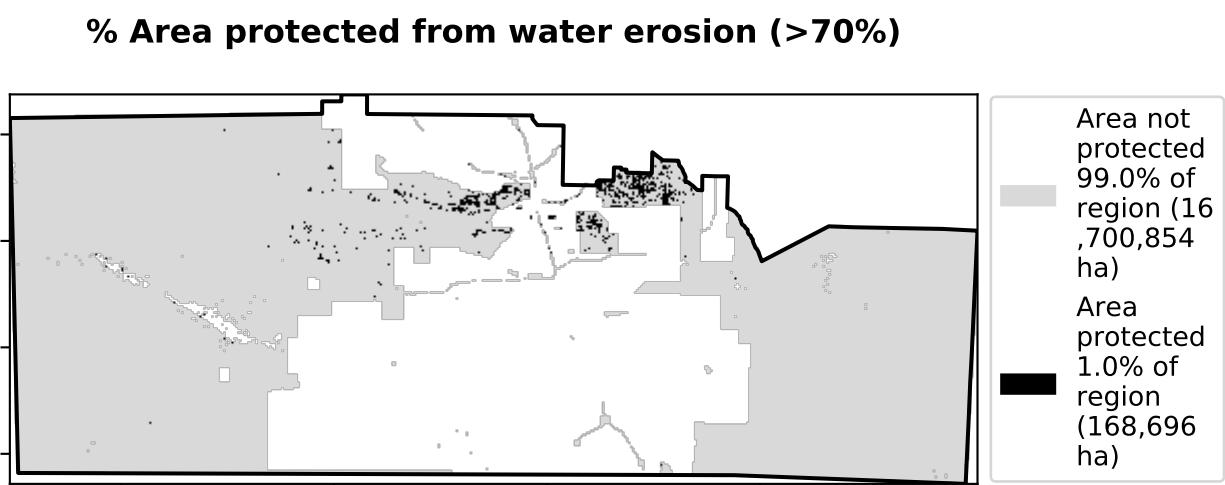 % Area protected from water erosion (>70%)
Area not
protected
99.0% of
region (16
,700,854
ha)
Area
protected
1.0% of
region
(168,696
ha)